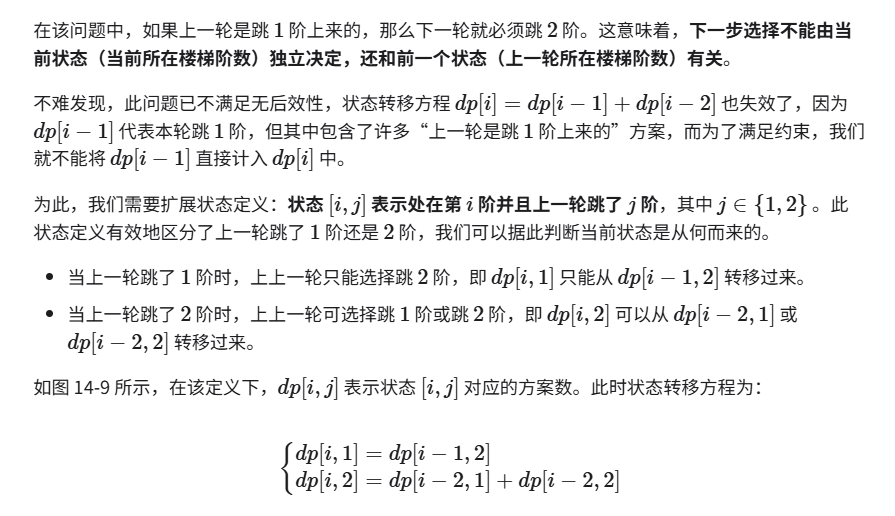 在该问题中，如果上一轮是跳 1 阶上来的，那么下一轮就必须跳 2 阶。这意味着，下一步选择不能由当
前状态（当前所在楼梯阶数）独立决定，还和前一个状态（上一轮所在楼梯阶数）有关。
不难发现，此问题已不满足无后效性，状态转移方程 dp[i] = dp[i − 1] + dp[i − 2] 也失效了，因为
dp[i − 1] 代表本轮跳 1 阶，但其中包含了许多“上一轮是跳 1 阶上来的”方案，而为了满足约束，我们
就不能将 dp[i − 1] 直接计入 dp[i] 中。
为此，我们需要扩展状态定义：状态 [i, j] 表示处在第 i 阶并且上一轮跳了 j 阶，其中 j ∈ {1, 2} 。此
状态定义有效地区分了上一轮跳了 1 阶还是 2 阶，我们可以据此判断当前状态是从何而来的。
• 当上一轮跳了 1 阶时，上上一轮只能选择跳 2 阶，即 dp[i, 1] 只能从 dp[i − 1, 2] 转移过来。
• 当上一轮跳了 2 阶时，上上一轮可选择跳 1 阶或跳 2 阶，即 dp[i, 2] 可以从 dp[i − 2, 1] 或
dp[i − 2, 2] 转移过来。
如图 14-9 所示，在该定义下，dp[i, j] 表示状态 [i, j] 对应的方案数。此时状态转移方程为：
dp[i, 1] = dp[i − 1, 2]
dp[i, 2] = dp[i − 2, 1] + dp[i − 2, 2]